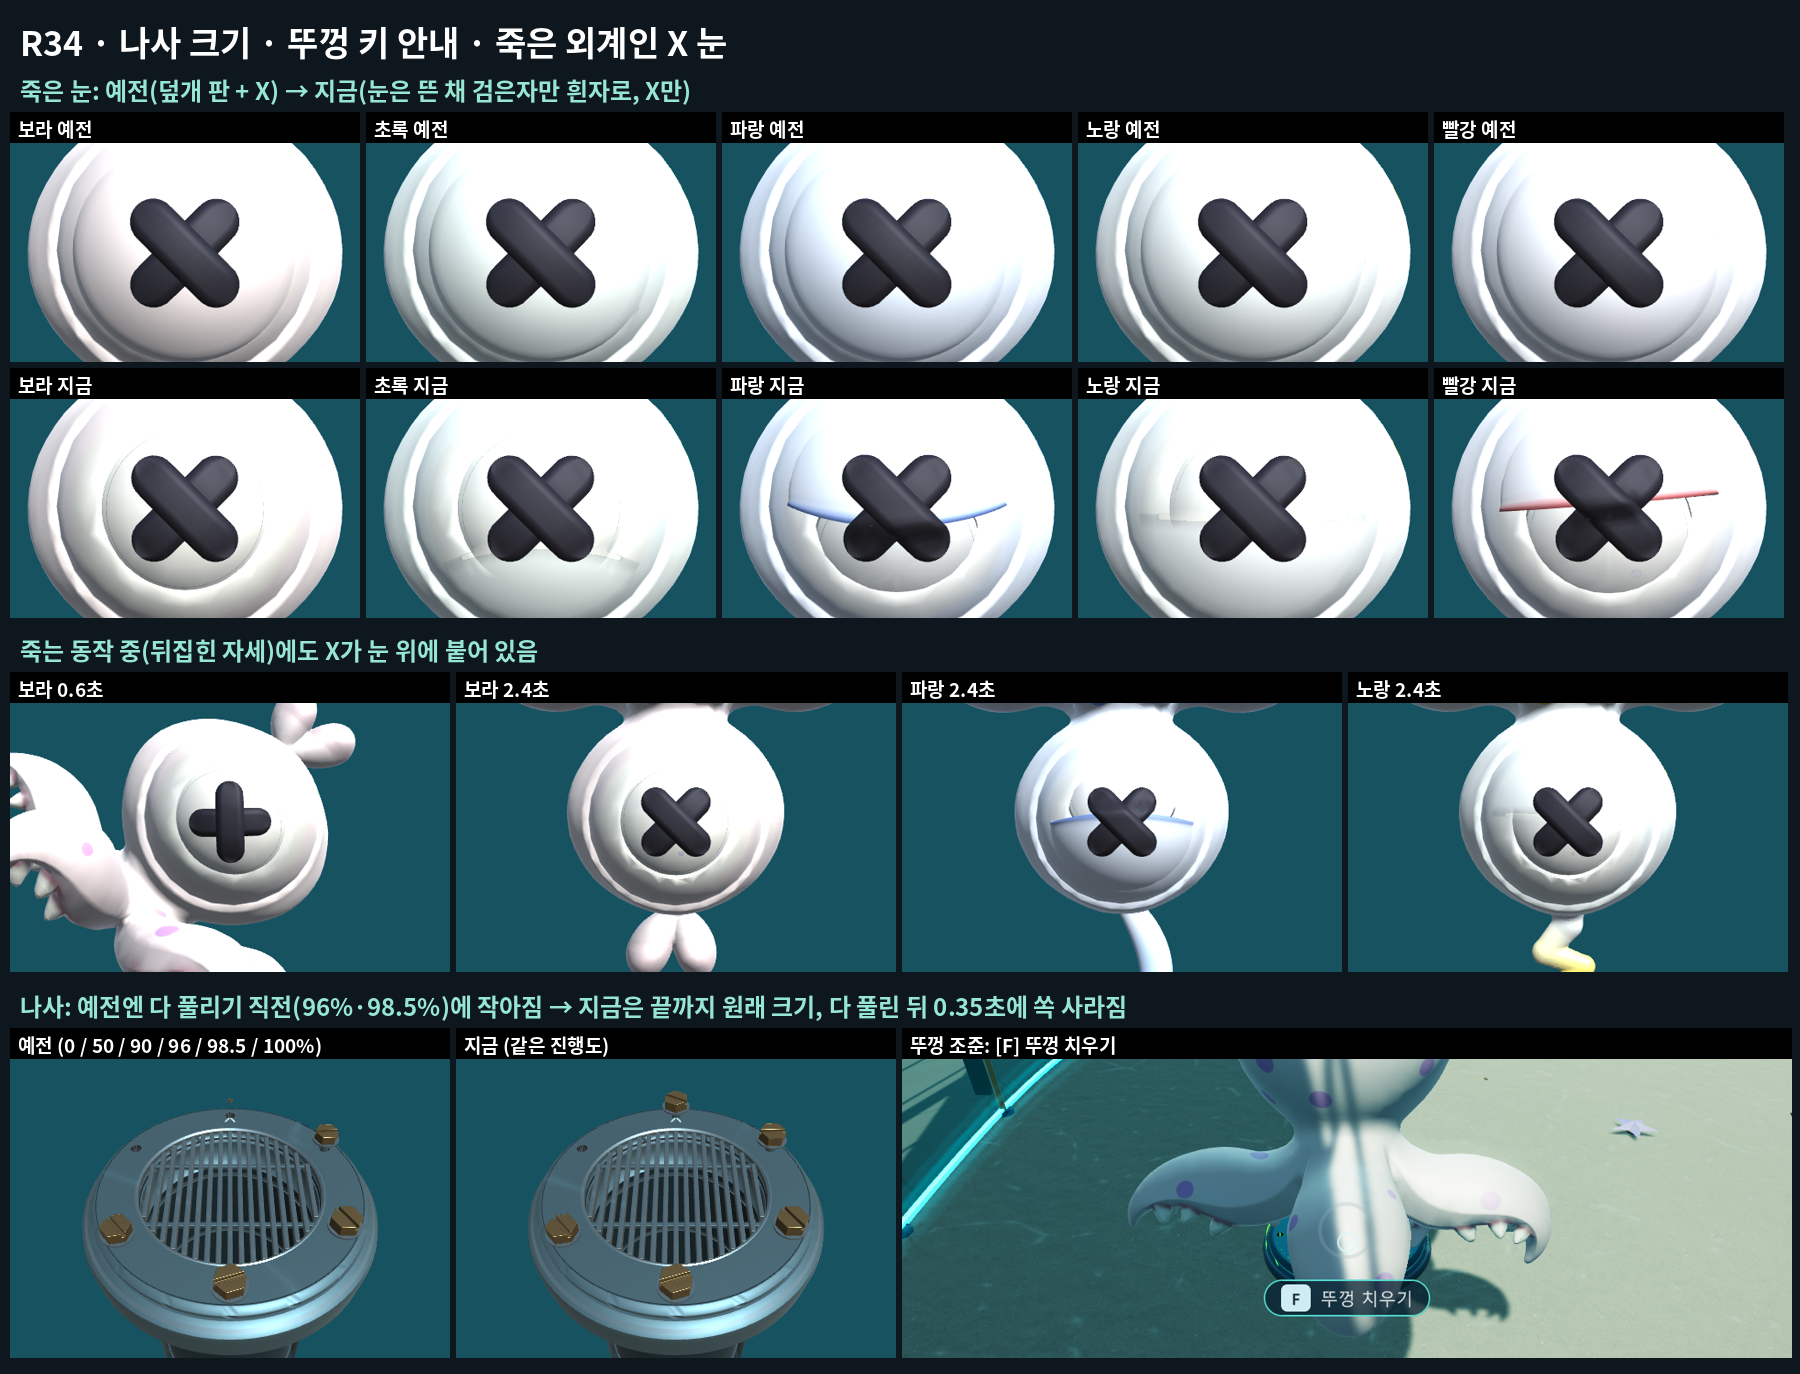 R34 · 나사 크기 · 뚜껑 키 안내 · 죽은 외계인 X 눈
죽은 눈: 예전(덮개 판 + X) → 지금(눈은 뜬 채 검은자만 흰자로, X만)
보라 예전
초록 예전
파랑 예전
노랑 예전
빨강 예전
보라 지금
초록 지금
파랑 지금
노랑 지금
빨강 지금
죽는 동작 중(뒤집힌 자세)에도 X가 눈 위에 붙어 있음
보라 0.6초
보라 2.4초
파랑 2.4초
노랑 2.4초
나사: 예전엔 다 풀리기 직전(96%·98.5%)에 작아짐 → 지금은 끝까지 원래 크기, 다 풀린 뒤 0.35초에 쏙 사라짐
예전 (0 / 50 / 90 / 96 / 98.5 / 100%)
지금 (같은 진행도)
뚜껑 조준: [F] 뚜껑 치우기
F 뚜껑 치우기